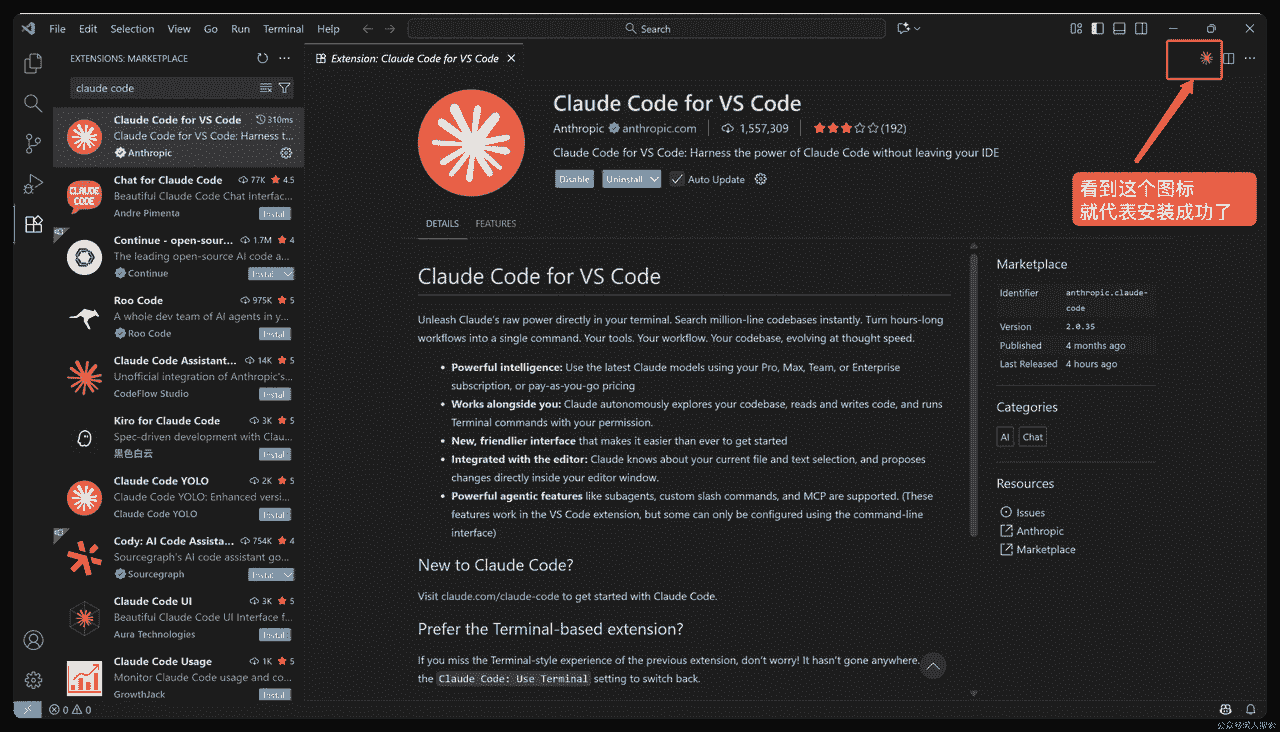 File Edit Selection View Go Run Terminal Help
Search
EXTENSIONS: MARKETPLACE
claude code
Claude Code for VS Code 310ms
Claude Code for VS Code: Harness t...
Anthropic
Chat for Claude Code 77K 4.5
Beautiful Claude Code Chat Interfac...
Andre Pimenta
Install
CLAUDE
CODE
Continue - open-sour... 1.7M 4
The leading open-source AI code a...
Continue
Install
Roo Code 975K 5
A whole dev team of AI agents in y...
Roo Code
Install
Claude Code Assistant... 14K 5
Unofficial integration of Anthropic's...
CodeFlow Studio
Install
Kiro for Claude Code 3K 5
Spec-driven development with Clau...
黑色白云
Install
Claude Code YOLO 2K 5
Claude Code YOLO: Enhanced versi...
Claude Code YOLO
Install
Cody: AI Code Assista... 754K 4
Sourcegraph's AI code assistant go...
Sourcegraph
Install
Claude Code UI 3K 5
Beautiful Claude Code UI Interface f...
Aura Technologies
Install
Claude Code Usage 1K 5
Monitor Claude Code usage and co...
GrowthJack
Install
0 0
Extension: Claude Code for VS Code
Claude Code for VS Code
Anthropic anthropic.com 1,557,309 (192)
Claude Code for VS Code: Harness the power of Claude Code without leaving your IDE
Disable Uninstall Auto Update
看到这个图标
就代表安装成功了
DETAILS FEATURES
Claude Code for VS Code
Unleash Claude's raw power directly in your terminal. Search million-line codebases instantly. Turn hours-long
workflows into a single command. Your tools. Your workflow. Your codebase, evolving at thought speed.
• Powerful intelligence: Use the latest Claude models using your Pro, Max, Team, or Enterprise
subscription, or pay-as-you-go pricing
• Works alongside you: Claude autonomously explores your codebase, reads and writes code, and runs
Terminal commands with your permission.
• New, friendlier interface that makes it easier than ever to get started
• Integrated with the editor: Claude knows about your current file and text selection, and proposes
changes directly inside your editor window.
• Powerful agentic features like subagents, custom slash commands, and MCP are supported. (These
features work in the VS Code extension, but some can only be configured using the command-line
interface)
New to Claude Code?
Visit claude.com/claude-code to get started with Claude Code.
Prefer the Terminal-based extension?
If you miss the Terminal-style experience of the previous extension, don't worry! It hasn't gone anywhere.
the Claude Code: Use Terminal setting to switch back.
Marketplace
Identifier anthropic.claude-
code
Version 2.0.35
Published 4 months ago
Last Released 4 hours ago
Categories
AI Chat
Resources
Issues
Anthropic
Marketplace